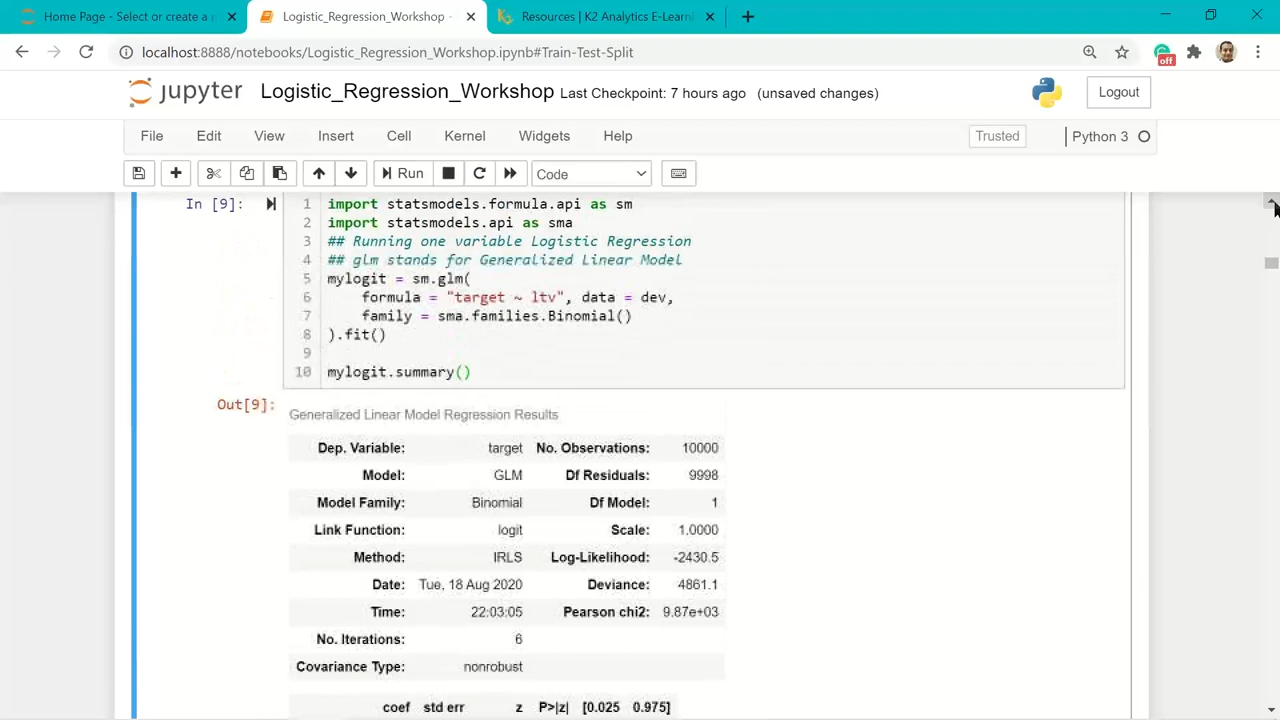 Home Page - Select or create a n
Logistic_Regression_Workshop -
Resources | K2 Analytics E-Learni
localhost:8888/notebooks/Logistic_Regression_Workshop.ipynb#Train-Test-Split
off
jupyter Logistic_Regression_Workshop Last Checkpoint: 7 hours ago (unsaved changes) Logout
File Edit View Insert Cell Kernel Widgets Help Trusted Python 3
Run Code
In [9]:
1 import statsmodels.formula.api as sm
2 import statsmodels.api as sma
3 ## Running one variable Logistic Regression
4 ## glm stands for Generalized Linear Model
5 mylogit = sm.glm(
6 formula = "target ~ ltv", data = dev,
7 family = sma.families.Binomial()
8 ).fit()
9
10 mylogit.summary()
Out[9]:
Generalized Linear Model Regression Results
Dep. Variable: target No. Observations: 10000
Model: GLM Df Residuals: 9998
Model Family: Binomial Df Model: 1
Link Function: logit Scale: 1.0000
Method: IRLS Log-Likelihood: -2430.5
Date: Tue, 18 Aug 2020 Deviance: 4861.1
Time: 22:03:05 Pearson chi2: 9.87e+03
No. Iterations: 6
Covariance Type: nonrobust
coef std err z P>|z| [0.025 0.975]